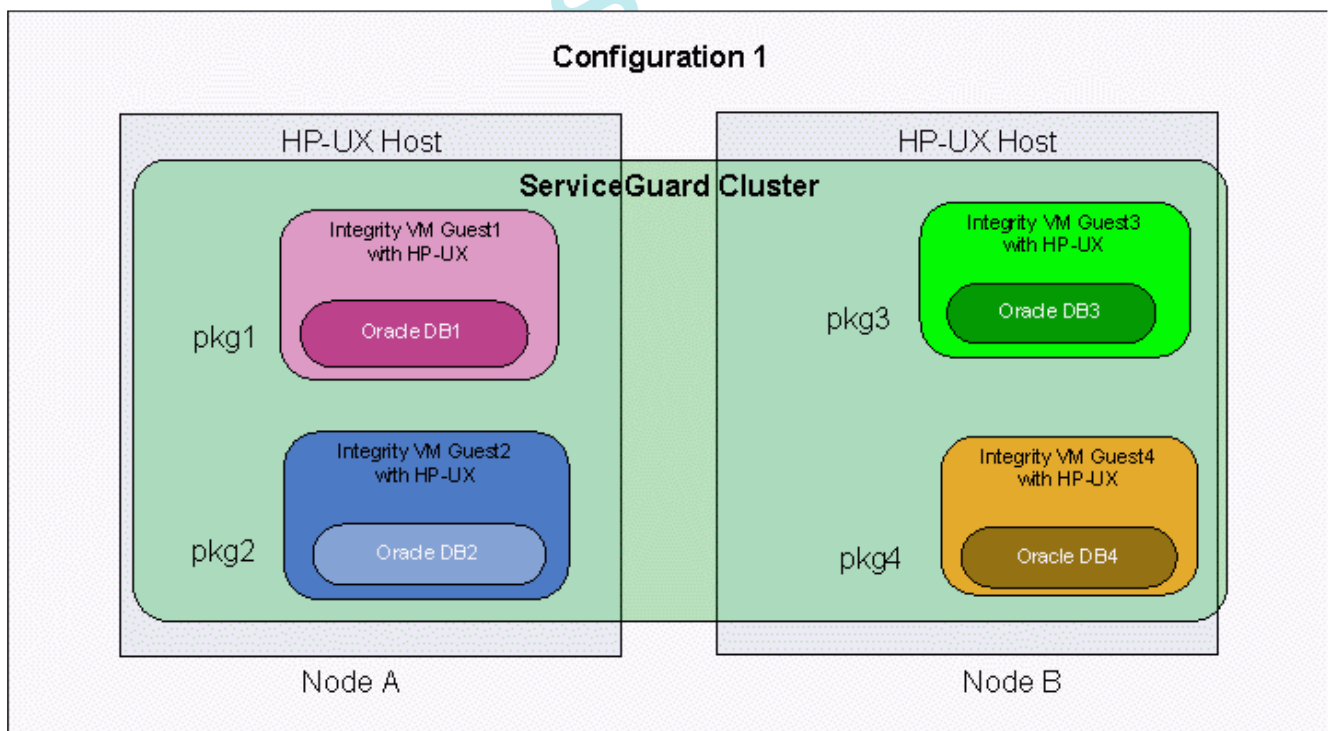 Configuration 1
HP-UX Host
HP-UX Host
ServiceGuard Cluster
Integrity VM Guest1
with HP-UX
Oracle DB1
pkg1
Integrity VM Guest3
with HP-UX
Oracle DB3
pkg3
Integrity VM Guest2
with HP-UX
Oracle DB2
pkg2
Integrity VM Guest4
with HP-UX
Oracle DB4
pkg4
Node A
Node B